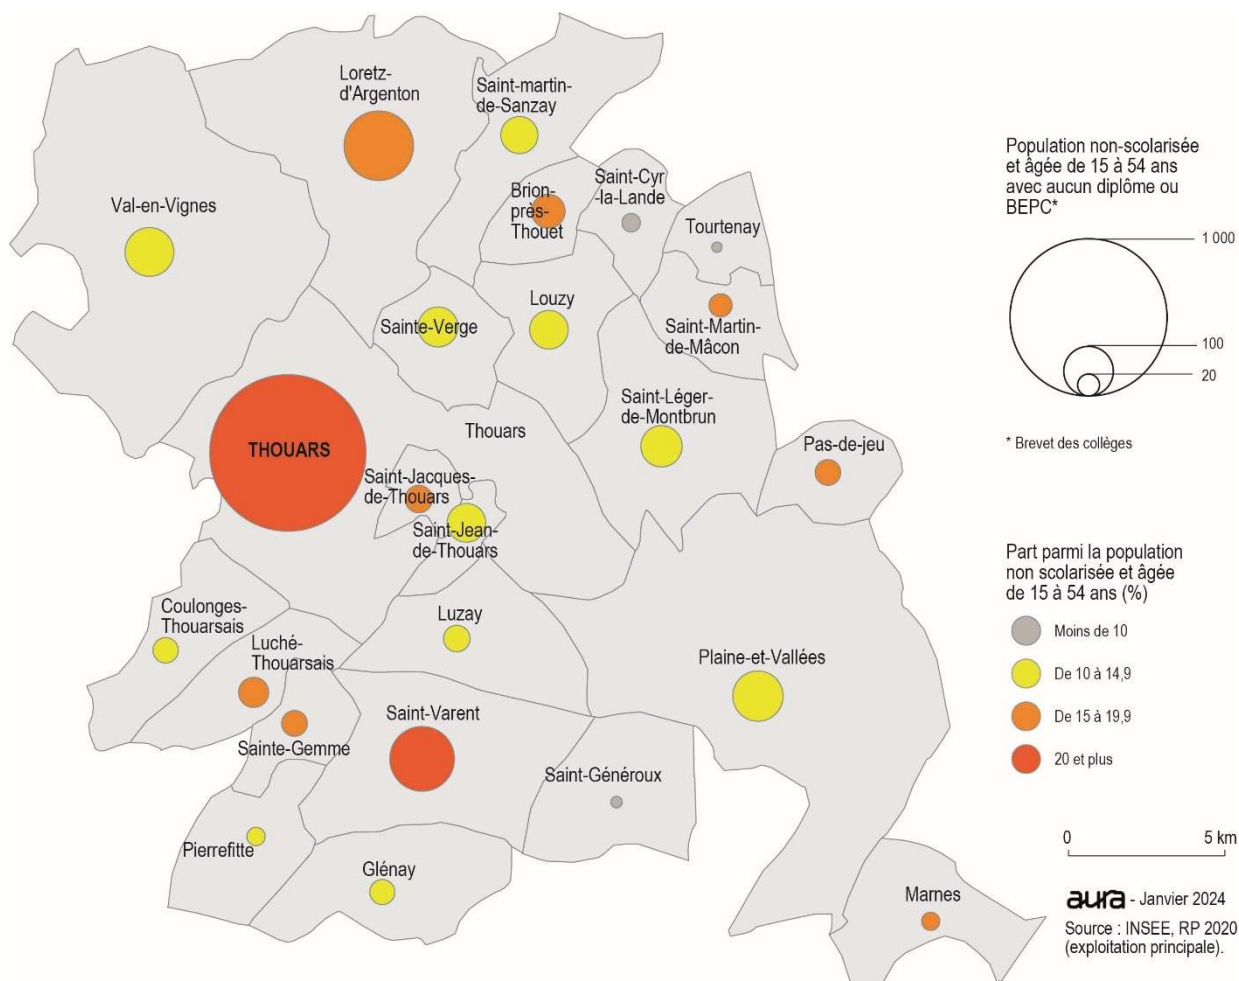 Loretz-
d'Argenton
Saint-martin-
de-Sanzay
Val-en-Vignes
Brion-
près-
Thouet
Saint-Cyr
-la-Lande
Tourtenay
Sainte-Verge
Louzy
Saint-Martin-
de-Mâcon
THOUARS
Thouars
Saint-Léger-
de-Montbrun
Pas-de-jeu
Saint-Jacques-
de-Thouars
Saint-Jean-
de-Thouars
Coulonges-
Thouarsais
Luché-
Thouarsais
Luzay
Plaine-et-Vallées
Sainte-Gemme
Saint-Varent
Saint-Généroux
Pierrefitte
Glénay
Marnes
Population non-scolarisée
et âgée de 15 à 54 ans
avec aucun diplôme ou
BEPC*
1 000
100
20
* Brevet des collèges
Part parmi la population
non scolarisée et âgée
de 15 à 54 ans (%)
Moins de 10
De 10 à 14,9
De 15 à 19,9
20 et plus
0 5 km
aura - Janvier 2024
Source : INSEE, RP 2020
(exploitation principale).